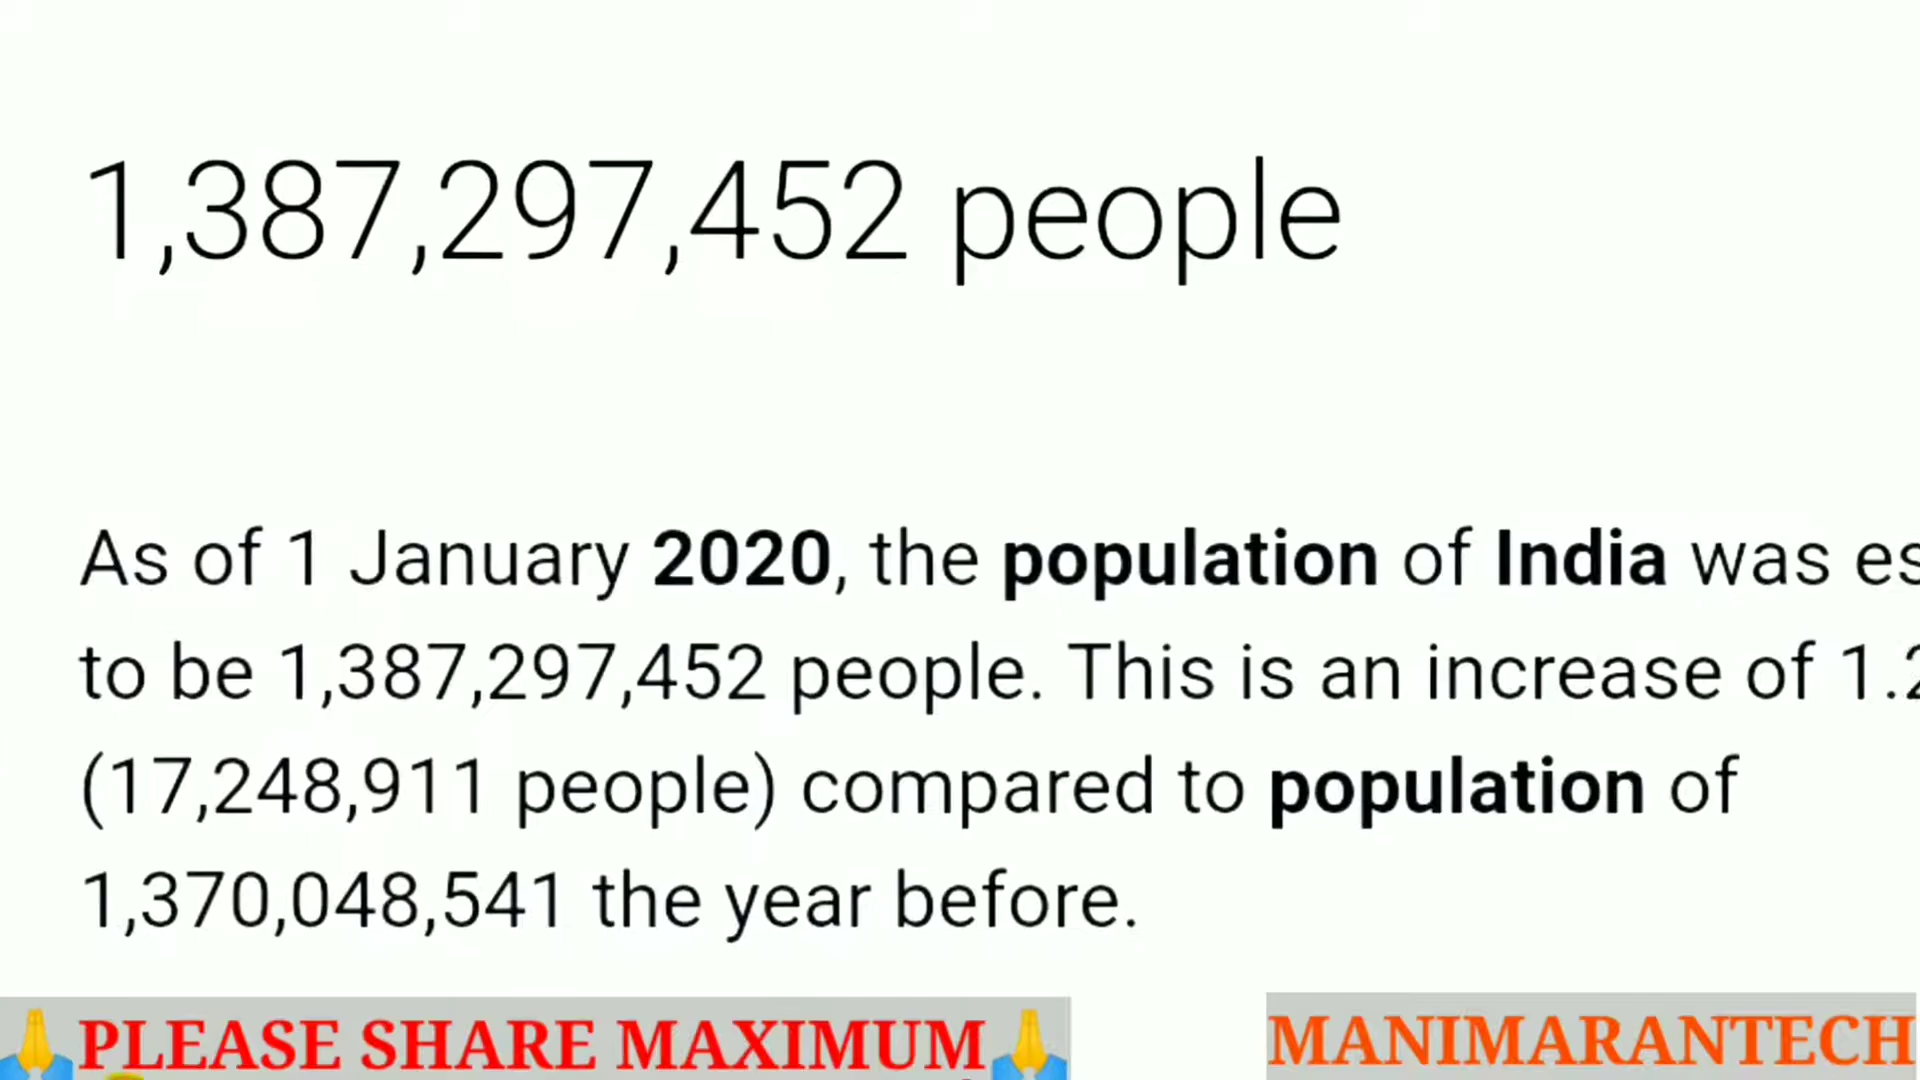 1,387,297,452 people
As of 1 January 2020, the population of India was es
to be 1,387,297,452 people. This is an increase of 1.2
(17,248,911 people) compared to population of
1,370,048,541 the year before.
🙏PLEASE SHARE MAXIMUM🙏
MANIMARANTECH